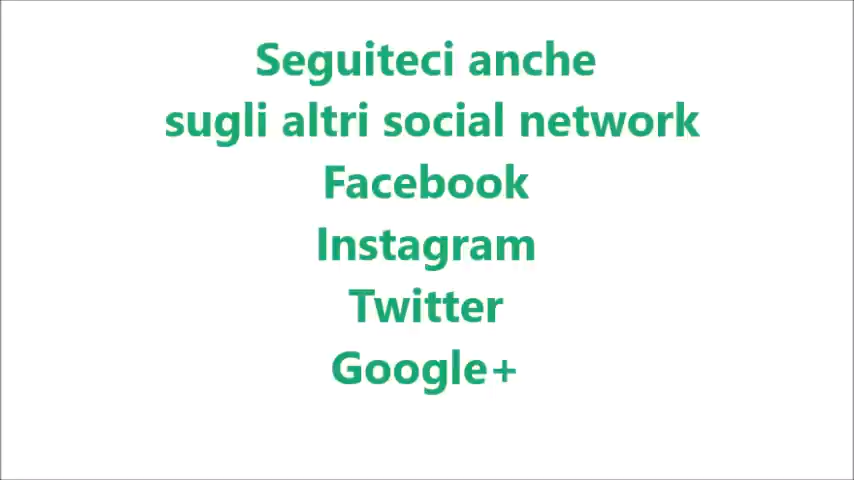 Seguiteci anche
sugli altri social network
Facebook
Instagram
Twitter
Google+